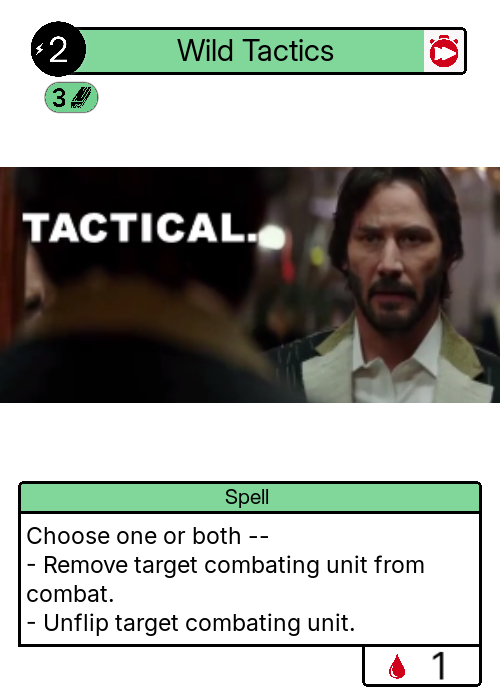 2
Wild Tactics
3
TACTICAL.
Spell
Choose one or both --
- Remove target combating unit from
combat.
- Unflip target combating unit.
1